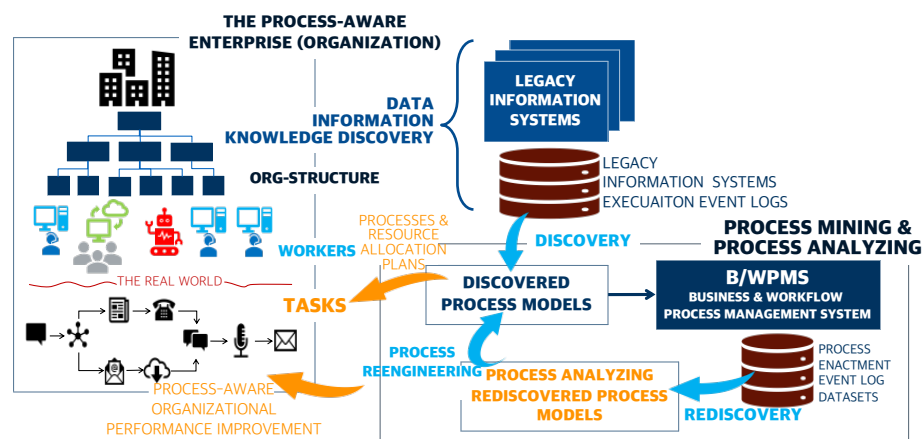 THE PROCESS-AWARE
ENTERPRISE (ORGANIZATION)
DATA
INFORMATION
KNOWLEDGE DISCOVERY
ORG-STRUCTURE
LEGACY
INFORMATION
SYSTEMS
LEGACY
INFORMATION SYSTEMS
EXECUAITON EVENT LOGS
WORKERS
PROCESSES &
RESOURCE
ALLOCATION
PLANS
DISCOVERY
PROCESS MINING &
PROCESS ANALYZING
THE REAL WORLD
TASKS
DISCOVERED
PROCESS MODELS
B/WPMS
BUSINESS & WORKFLOW
PROCESS MANAGEMENT SYSTEM
PROCESS
REENGINEERING
PROCESS ANALYZING
REDISCOVERED PROCESS
MODELS
REDISCOVERY
PROCESS
ENACTMENT
EVENT LOG
DATASETS
PROCESS-AWARE
ORGANIZATIONAL
PERFORMANCE IMPROVEMENT